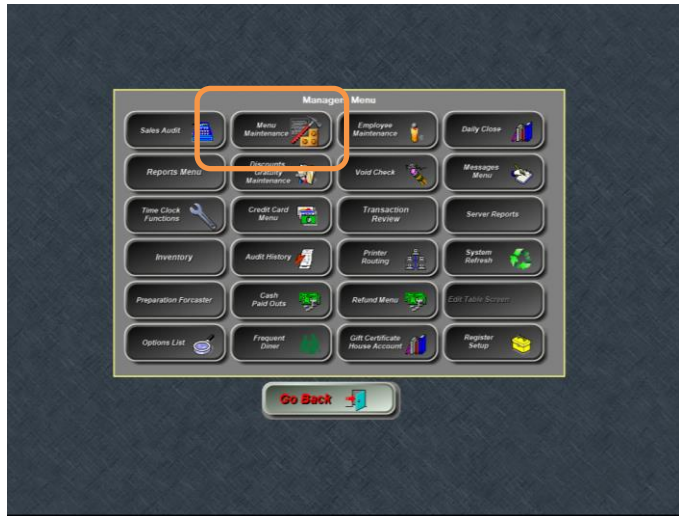 Manager Menu
Sales Audit
Menu
Maintenance
Employee
Maintenance
Daily Close
Reports Menu
Discounts
Gratuity
Maintenance
Void Check
Messages
Menu
Time Clock
Functions
Credit Card
Menu
Transaction
Review
Server Reports
Inventory
Audit History
Printer
Routing
System
Refresh
Preparation Forcaster
Cash
Paid Outs
Refund Menu
Edit Table Screen
Options List
Frequent
Diner
Gift Certificate
House Account
Register
Setup
Go Back